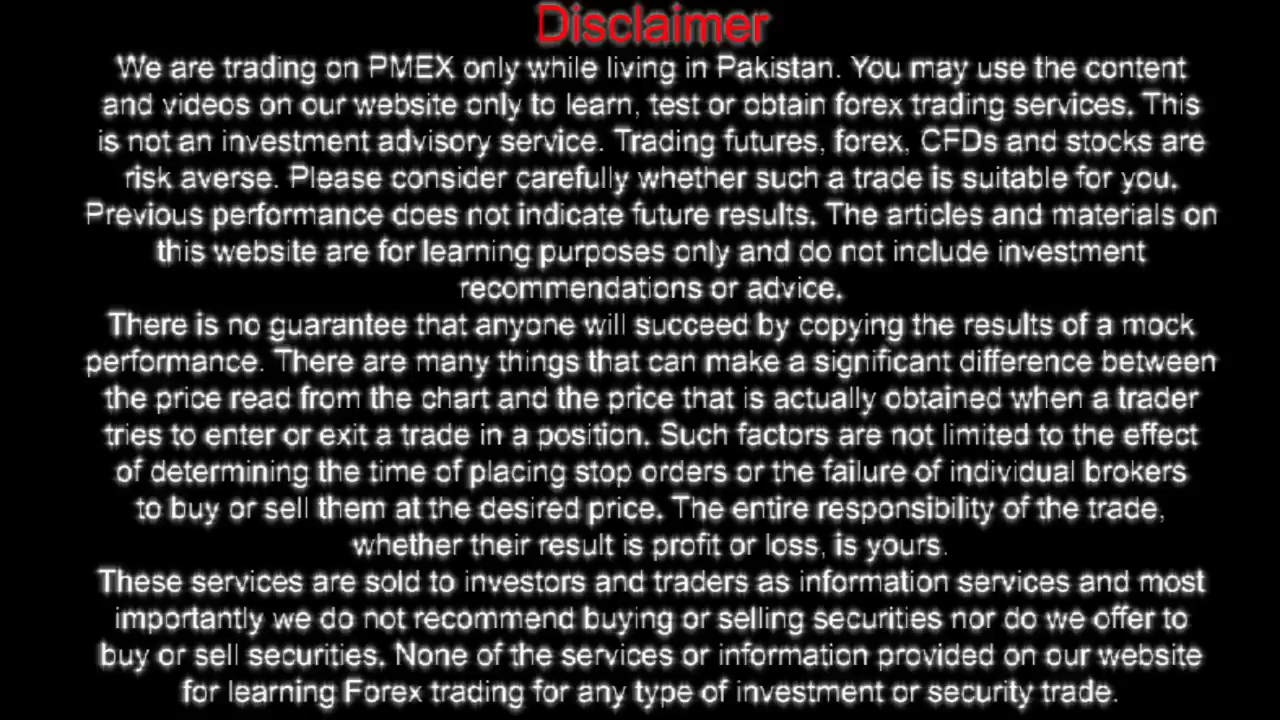 Disclaimer
We are trading on PMEX only while living in Pakistan. You may use the content
and videos on our website only to learn, test or obtain forex trading services. This
is not an investment advisory service. Trading futures, forex, CFDs and stocks are
risk averse. Please consider carefully whether such a trade is suitable for you.
Previous performance does not indicate future results. The articles and materials on
this website are for learning purposes only and do not include investment
recommendations or advice.
There is no guarantee that anyone will succeed by copying the results of a mock
performance. There are many things that can make a significant difference between
the price read from the chart and the price that is actually obtained when a trader
tries to enter or exit a trade in a position. Such factors are not limited to the effect
of determining the time of placing stop orders or the failure of individual brokers
to buy or sell them at the desired price. The entire responsibility of the trade,
whether their result is profit or loss, is yours.
These services are sold to investors and traders as information services and most
importantly we do not recommend buying or selling securities nor do we offer to
buy or sell securities. None of the services or information provided on our website
for learning Forex trading for any type of investment or security trade.